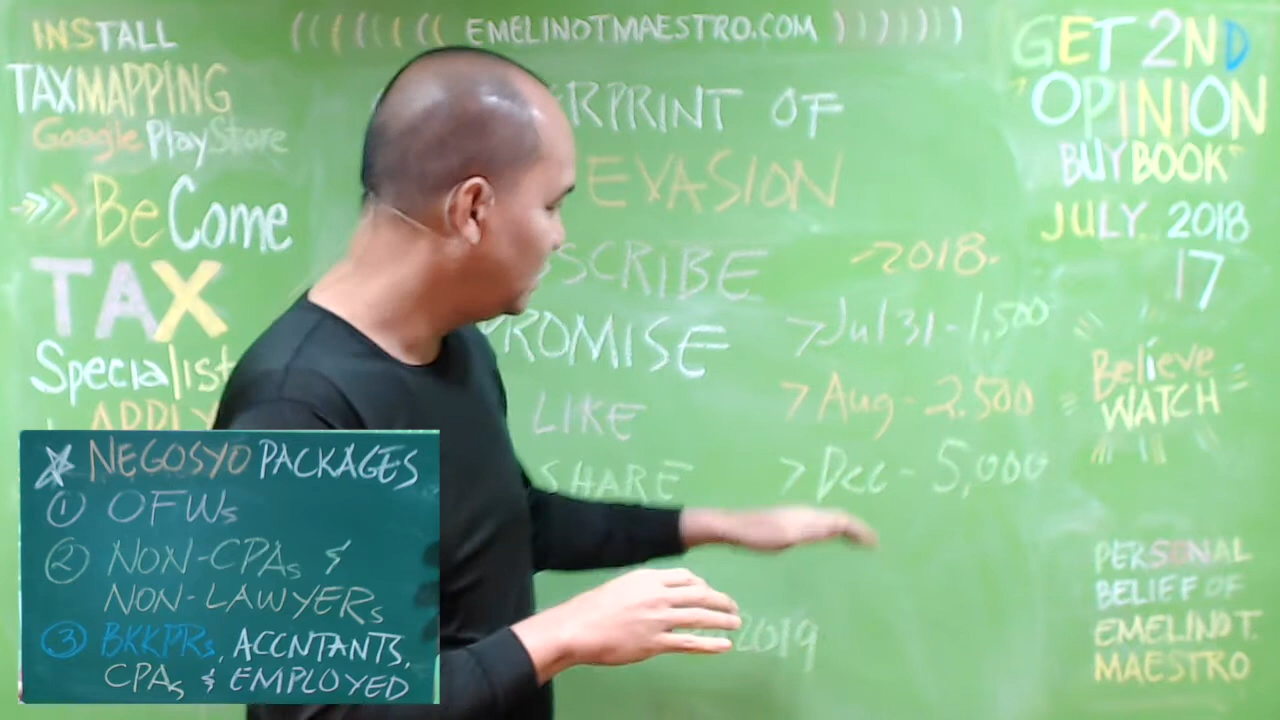 INSTALL
TAXMAPPING
Google PlayStore
>>> BeCome
TAX
Specialist
APPLY
(((((( EMELINOTMAESTRO.COM ))))))
RPRINT OF
EVASION
SCRIBE
ROMISE
LIKE
SHARE
2019
-2018-
>Jul 31-1,500
>Aug-2.500
>Dec-5,000
GET 2ND
OPINION
BUY BOOK
JULY 2018
17
Believe
WATCH
PERSONAL
BELIEF OF
EMELINO T.
MAESTRO
NEGOSYO PACKAGES
① OFWs
② NON-CPAs &
NON-LAWYERs
③ BKKPRs, ACCNTANTS,
CPAs & EMPLOYED